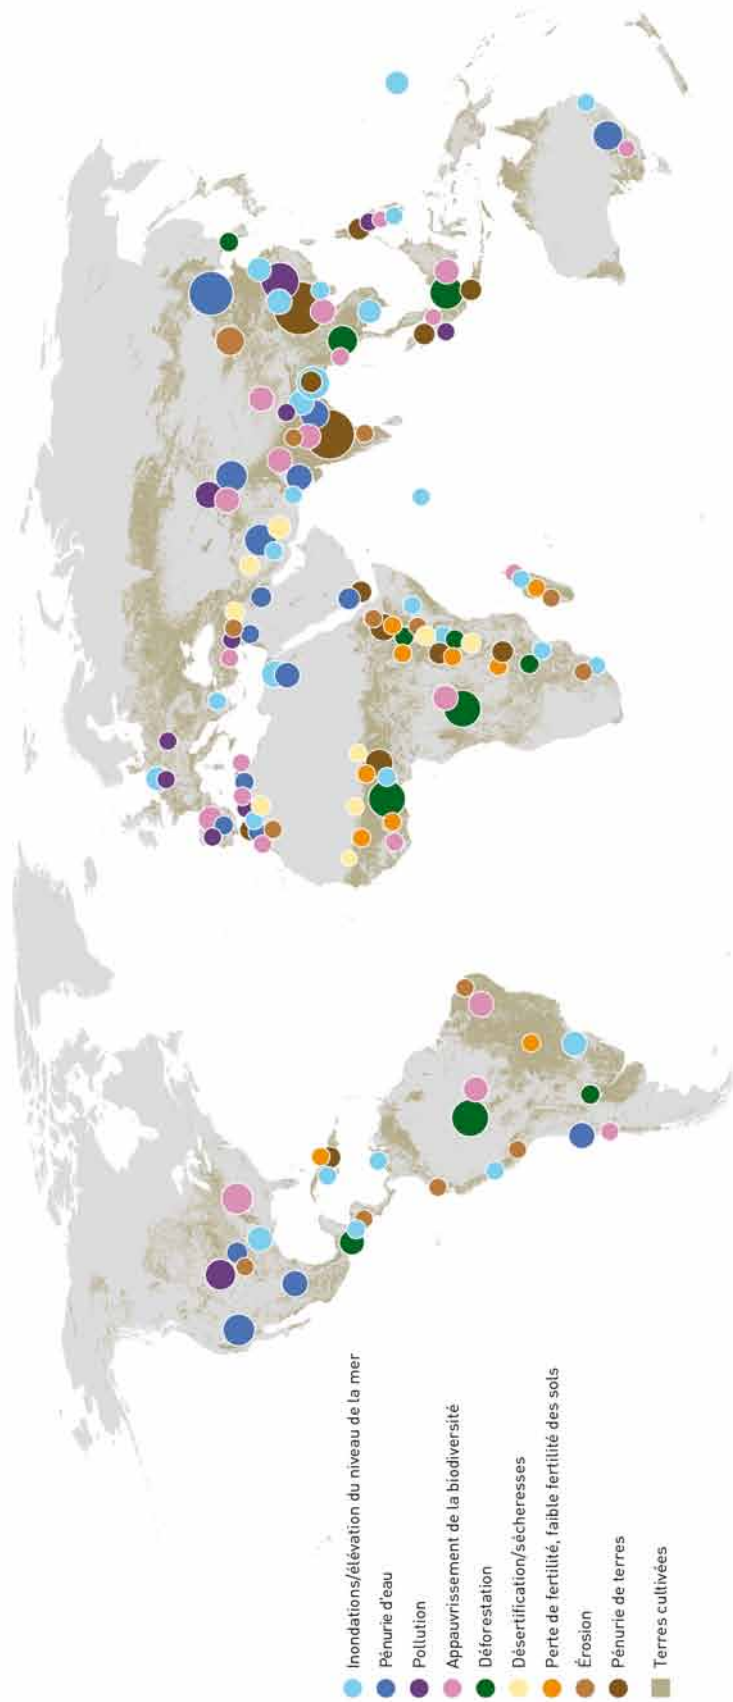 Inondations/élévation du niveau de la mer
Pénurie d'eau
Pollution
Appauvrissement de la biodiversité
Déforestation
Désertification/sécheresses
Perte de fertilité, faible fertilité des sols
Érosion
Pénurie de terres
Terres cultivées